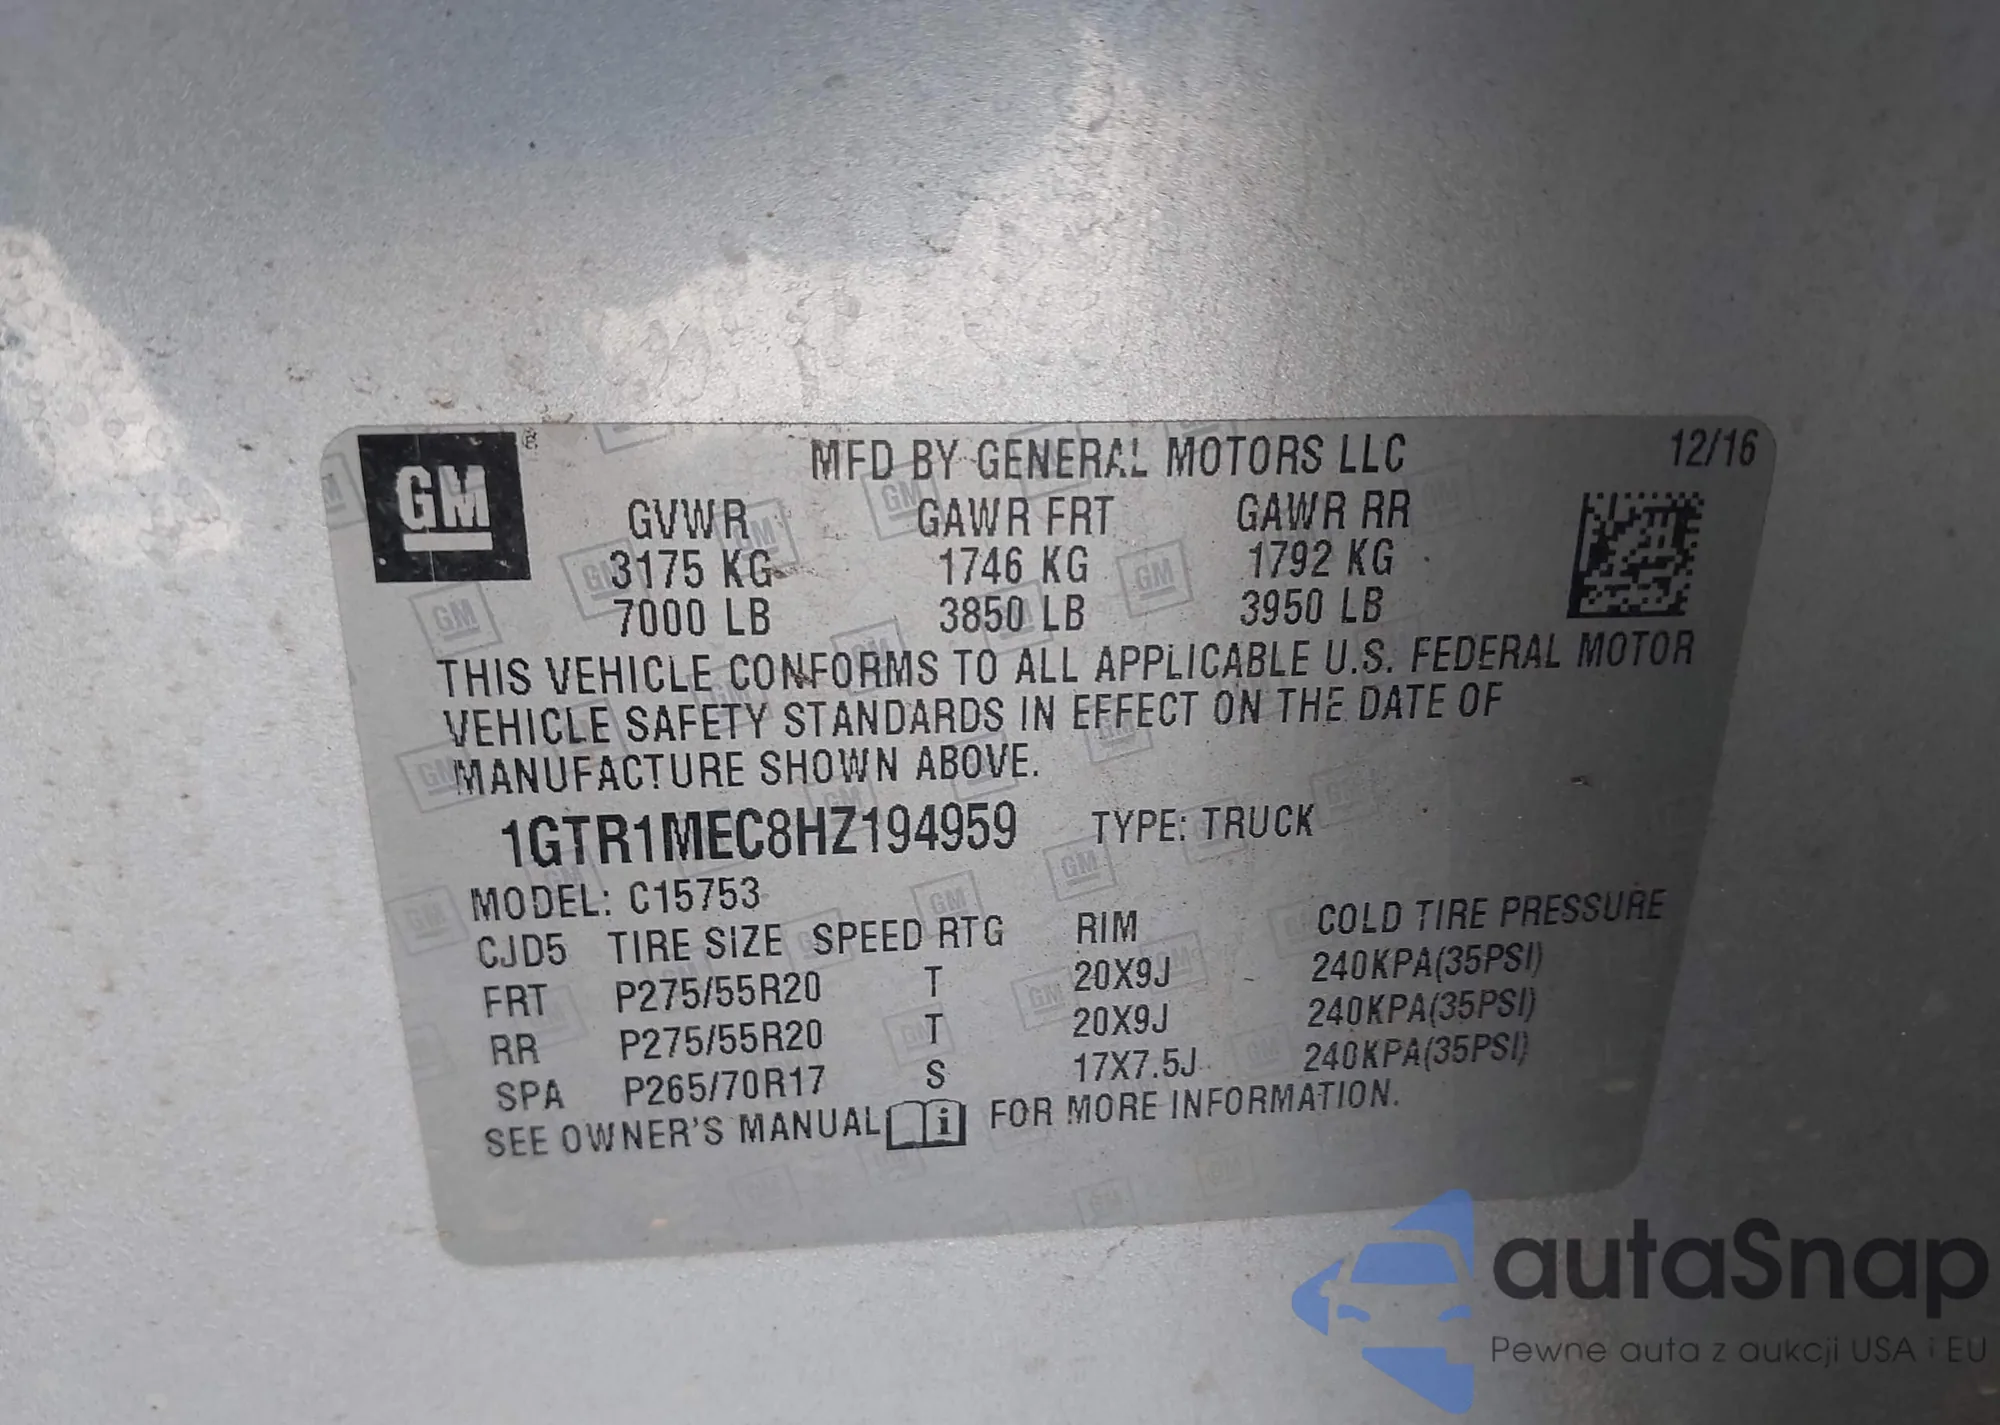 GM ®
MFD BY GENERAL MOTORS LLC 12/16
GVWR GAWR FRT GAWR RR
3175 KG 1746 KG 1792 KG
7000 LB 3850 LB 3950 LB
THIS VEHICLE CONFORMS TO ALL APPLICABLE U.S. FEDERAL MOTOR
VEHICLE SAFETY STANDARDS IN EFFECT ON THE DATE OF
MANUFACTURE SHOWN ABOVE.
1GTR1MEC8HZ194959 TYPE: TRUCK
MODEL: C15753
CJD5 TIRE SIZE SPEED RTG RIM COLD TIRE PRESSURE
FRT P275/55R20 T 20X9J 240KPA(35PSI)
RR P275/55R20 T 20X9J 240KPA(35PSI)
SPA P265/70R17 S 17X7.5J 240KPA(35PSI)
SEE OWNER'S MANUAL i FOR MORE INFORMATION.
autaSnap
Pewne auta z aukcji USA i EU